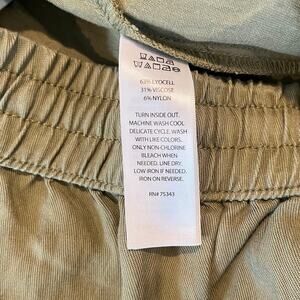 63% LYOCELL
31% VISCOSE
6% NYLON
TURN INSIDE OUT.
MACHINE WASH COOL.
DELICATE CYCLE. WASH
WITH LIKE COLORS.
ONLY NON-CHLORINE
BLEACH WHEN
NEEDED. LINE DRY.
LOW IRON IF NEEDED.
IRON ON REVERSE.
RN# 75343